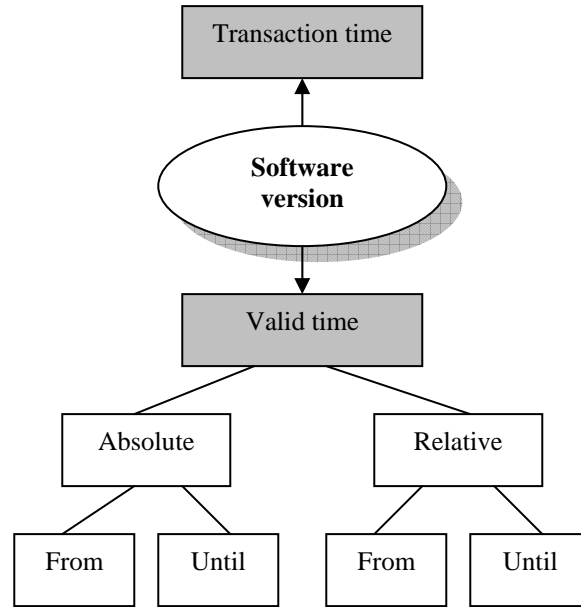 Transaction time
Software
version
Valid time
Absolute
Relative
From
Until
From
Until